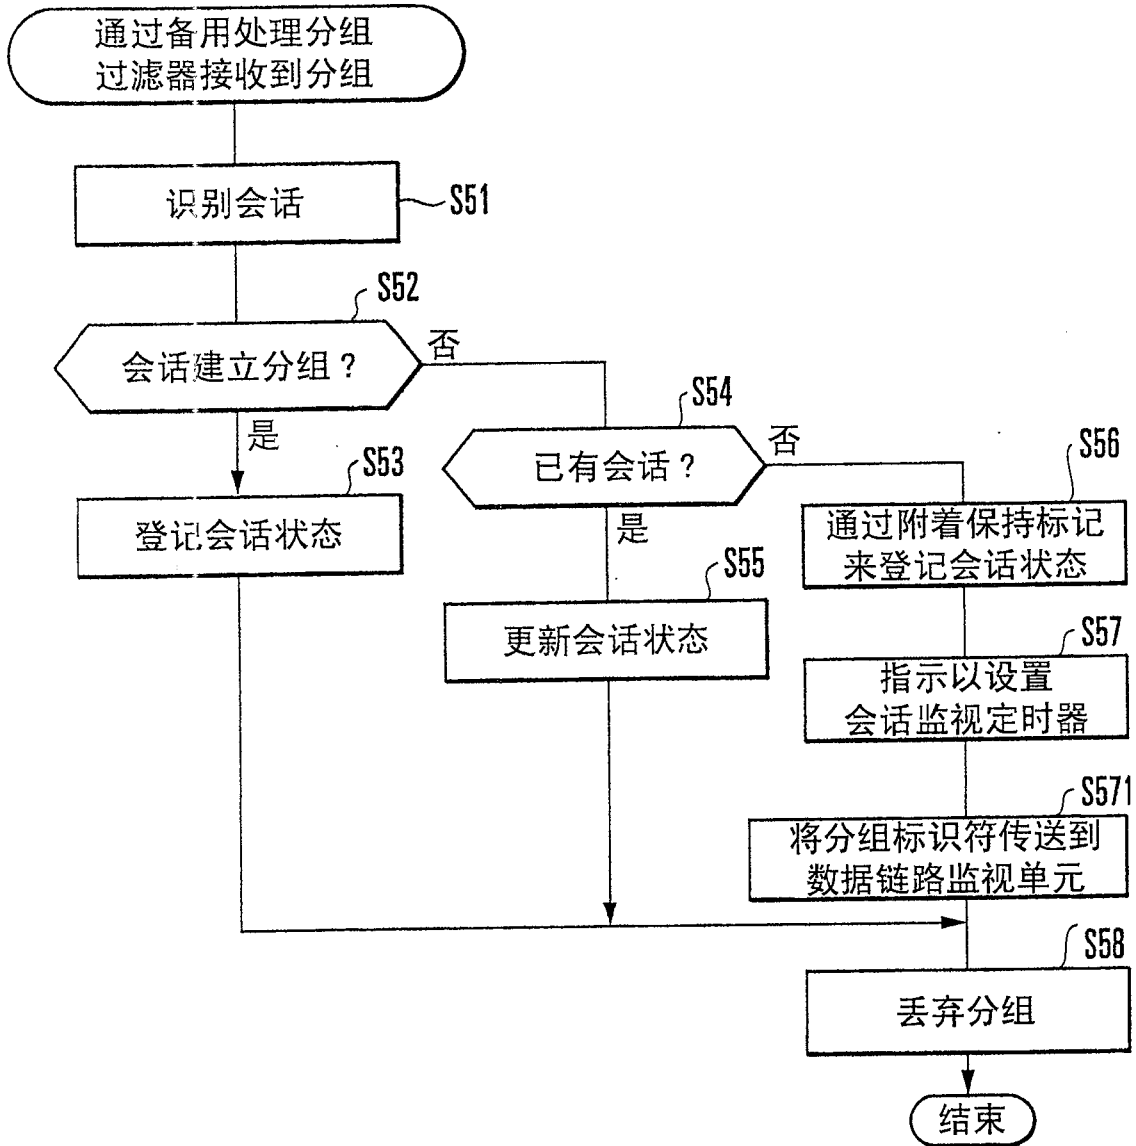 通过备用处理分组
过滤器接收到分组
识别会话
S51
S52
会话建立分组？
否
是
S53
登记会话状态
S54
已有会话？
否
是
S55
更新会话状态
S56
通过附着保持标记
来登记会话状态
S57
指示以设置
会话监视定时器
S571
将分组标识符传送到
数据链路监视单元
S58
丢弃分组
结束